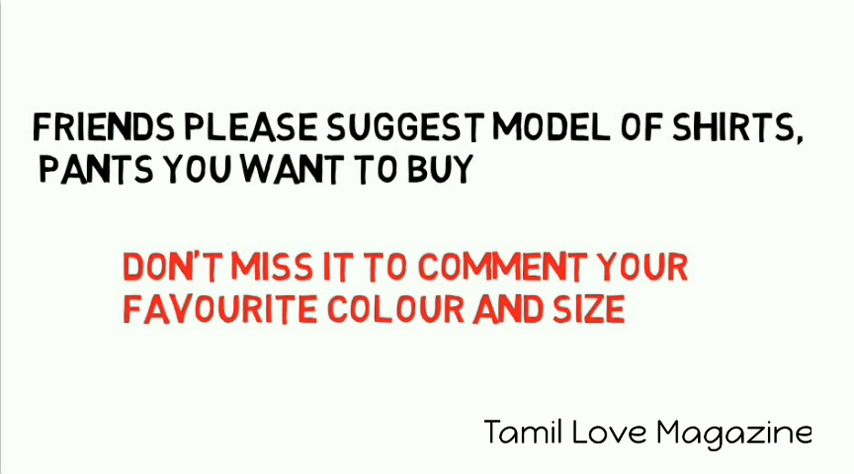 FRIENDS PLEASE SUGGEST MODEL OF SHIRTS,
PANTS YOU WANT TO BUY
DON'T MISS IT TO COMMENT YOUR
FAVOURITE COLOUR AND SIZE
Tamil Love Magazine